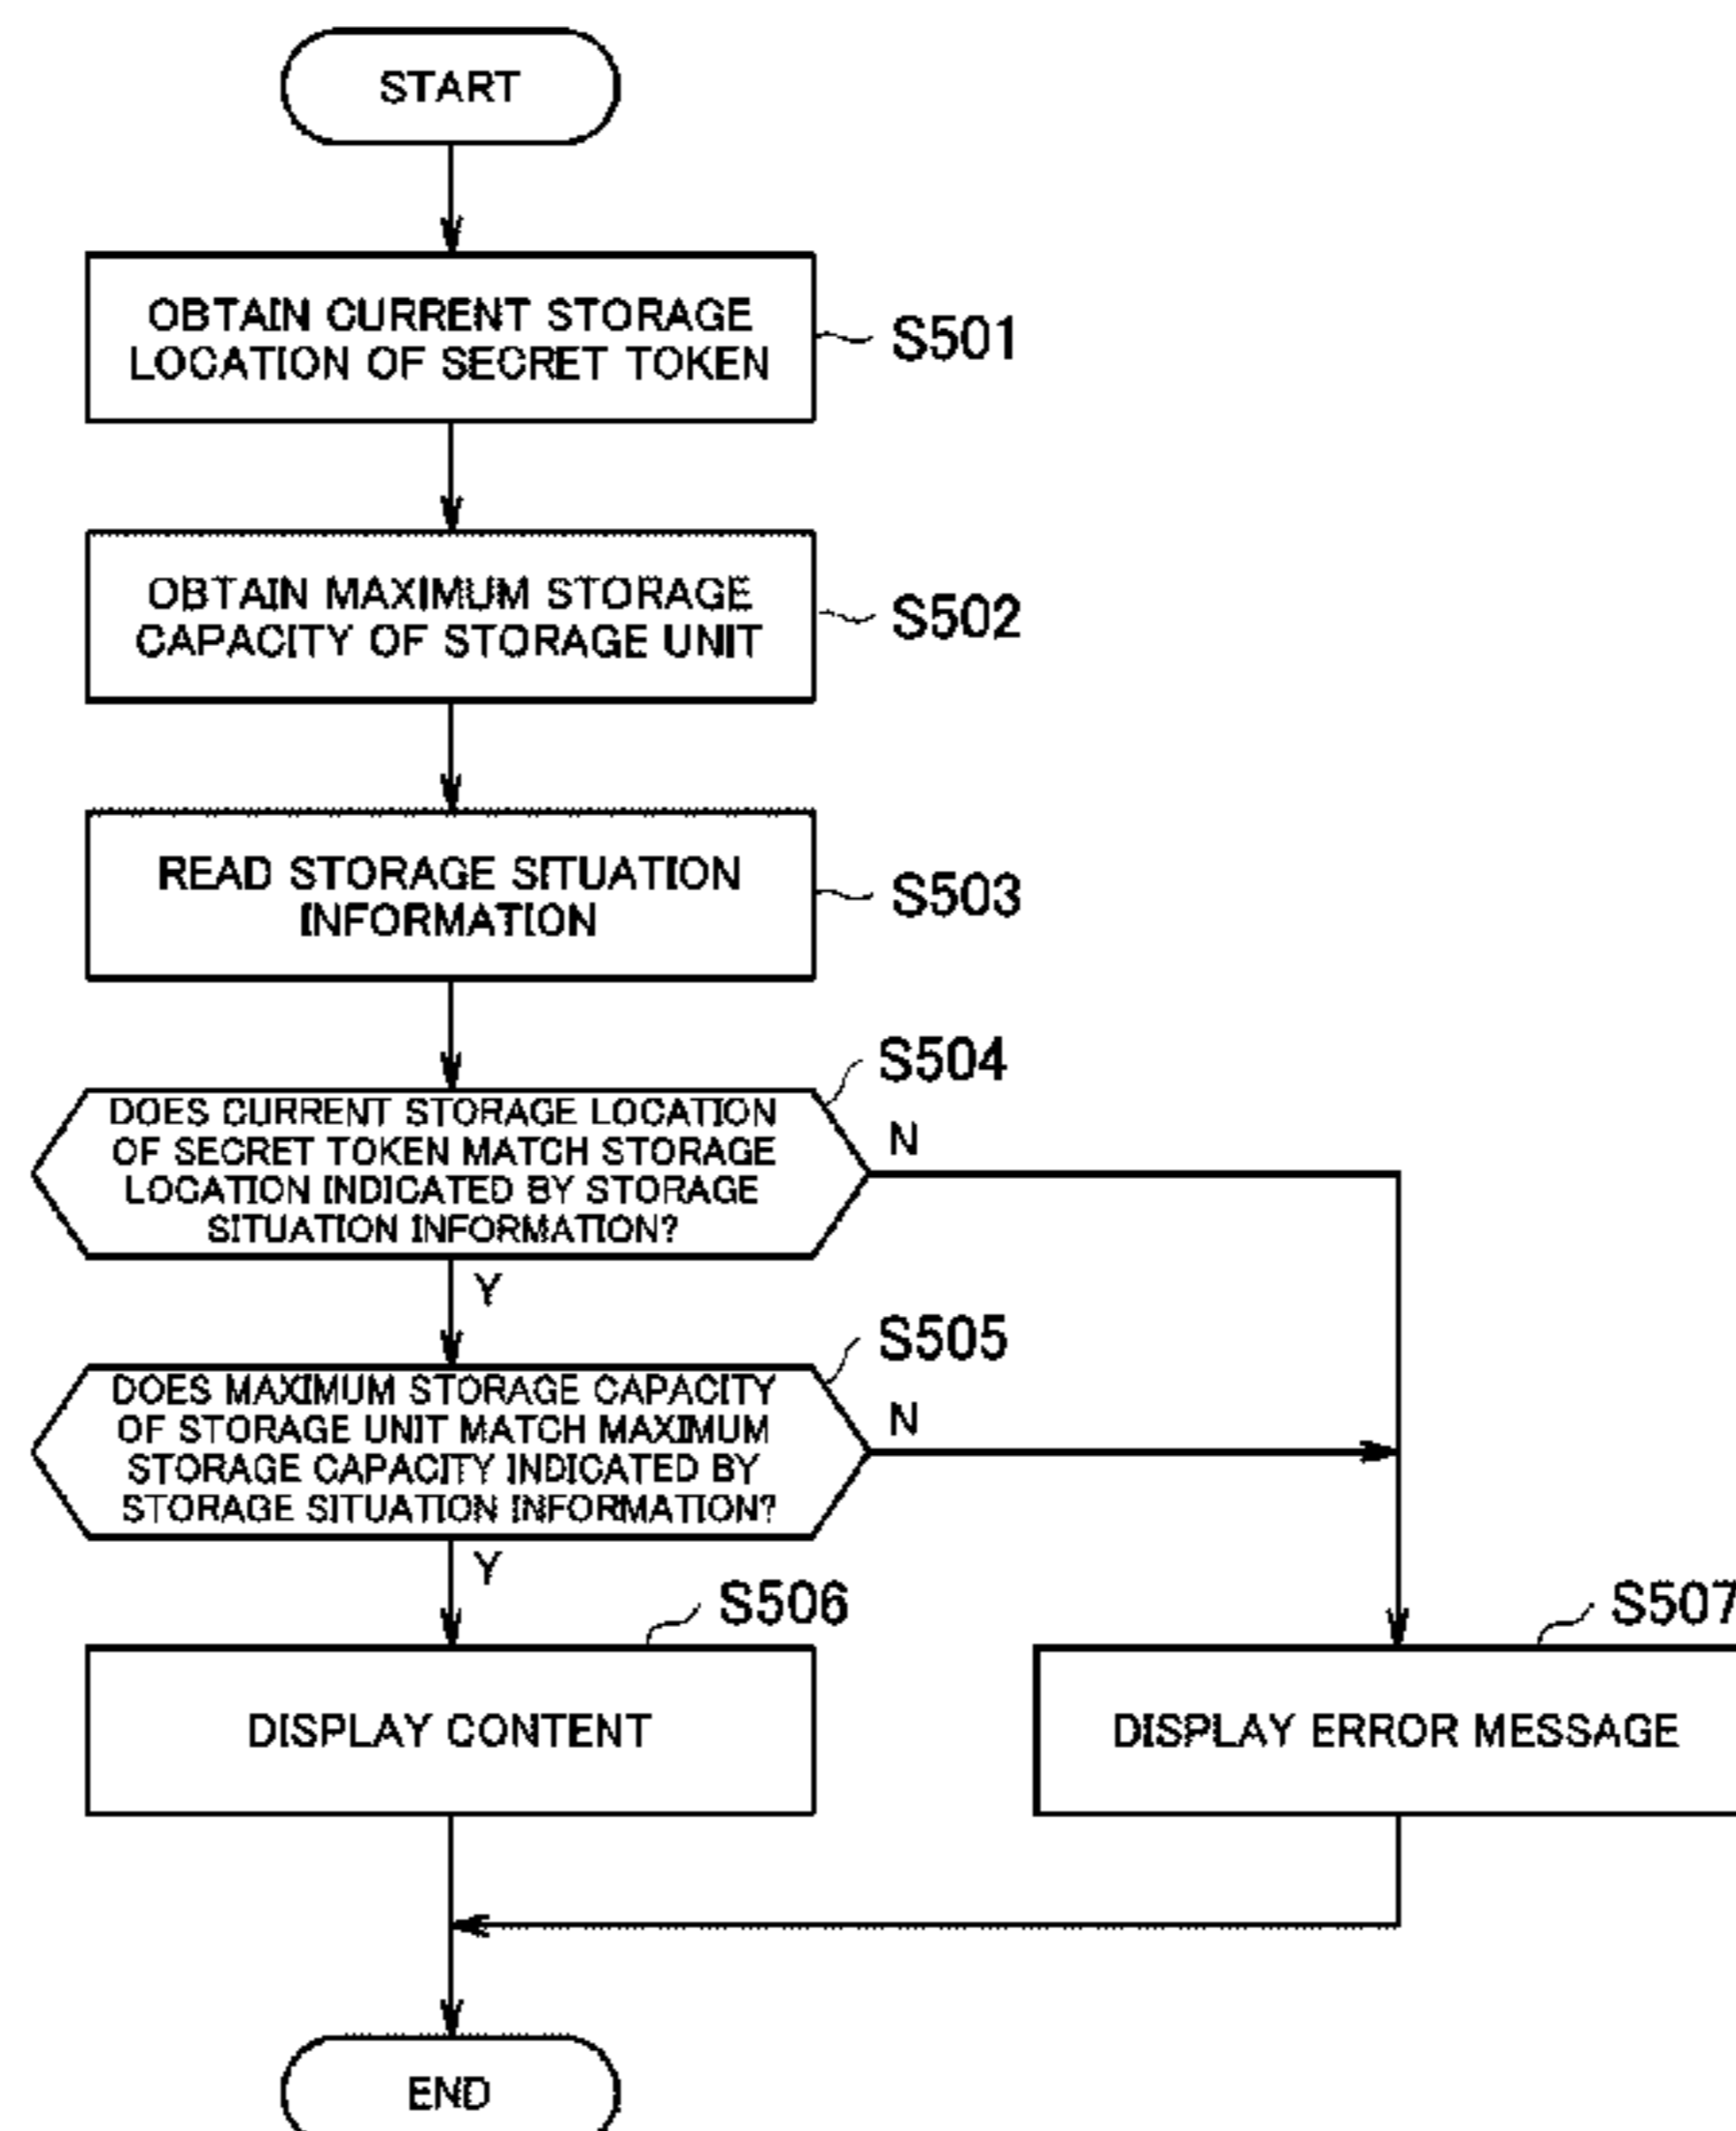 START
OBTAIN CURRENT STORAGE
LOCATION OF SECRET TOKEN
S501
OBTAIN MAXIMUM STORAGE
CAPACITY OF STORAGE UNIT
S502
READ STORAGE SITUATION
INFORMATION
S503
S504
DOES CURRENT STORAGE LOCATION
OF SECRET TOKEN MATCH STORAGE
LOCATION INDICATED BY STORAGE
SITUATION INFORMATION?
N
Y
S505
DOES MAXIMUM STORAGE CAPACITY
OF STORAGE UNIT MATCH MAXIMUM
STORAGE CAPACITY INDICATED BY
STORAGE SITUATION INFORMATION?
N
Y
S506
DISPLAY CONTENT
S507
DISPLAY ERROR MESSAGE
END